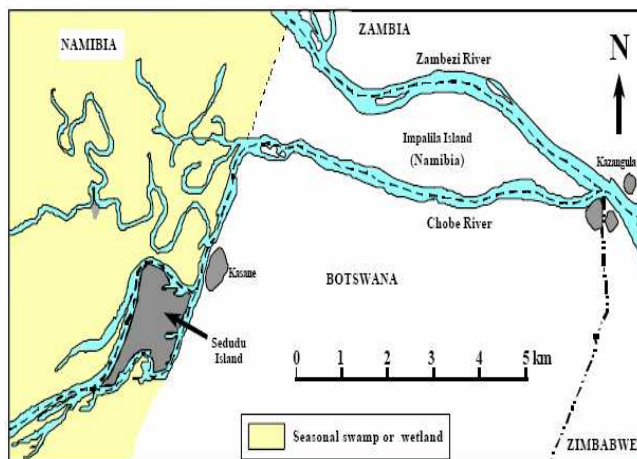 NAMIBIA
ZAMBIA
Zambezi River
N
Impalila Island
(Namibia)
Kazangula
Chobe River
Kasane
BOTSWANA
Sedudu
Island
0 1 2 3 4 5 km
Seasonal swamp or wetland
ZIMBABWE